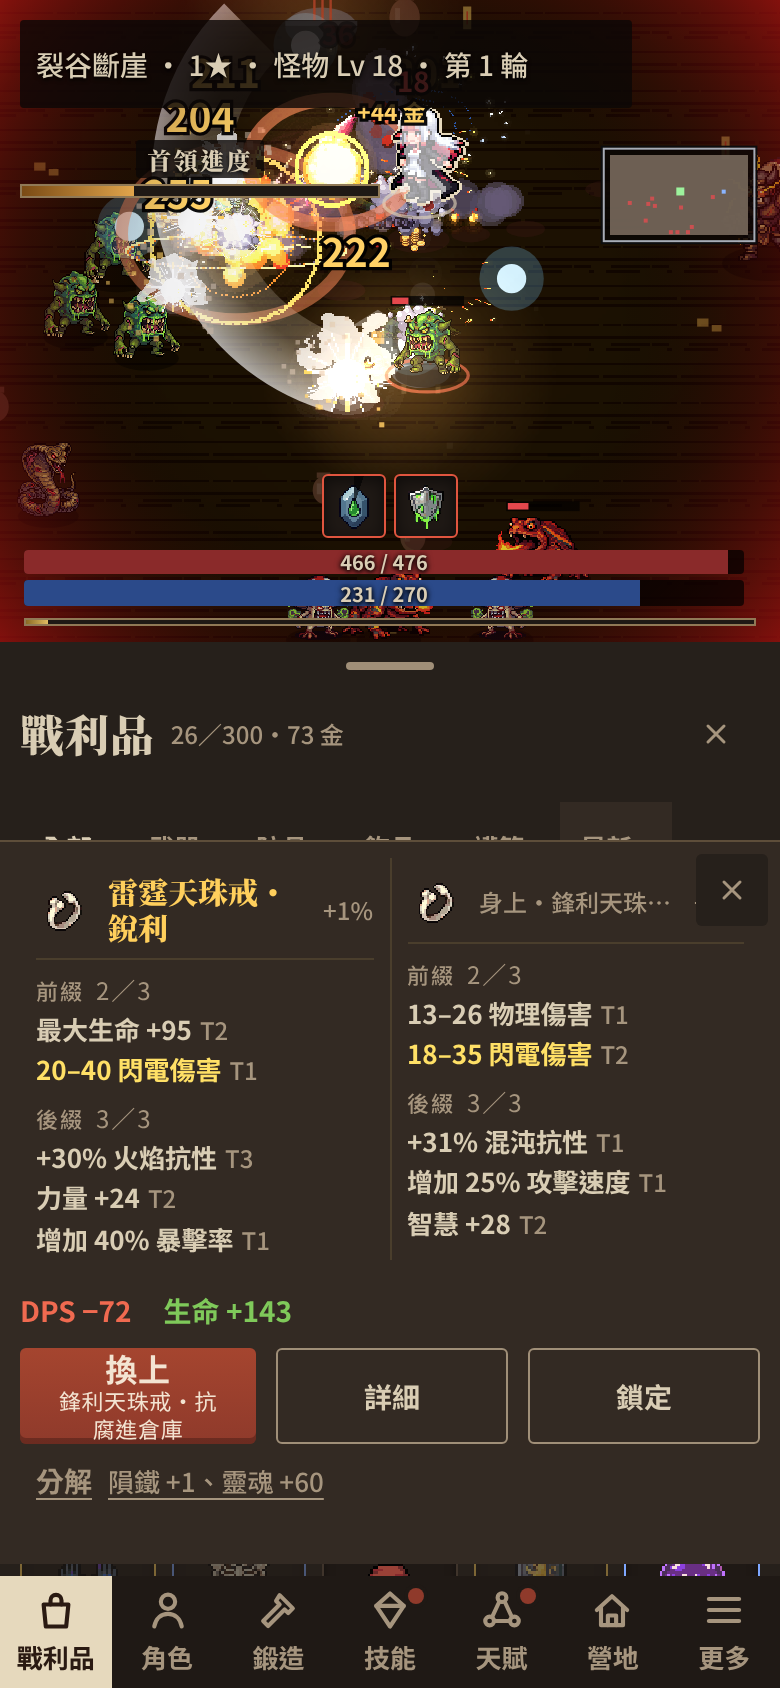 裂谷斷崖 · 1★ · 怪物 Lv 18 · 第 1 輪
211
18
204
+44 金
首領進度
222
466 / 476
231 / 270
戰利品 26／300・73 金
雷霆天珠戒・銳利
+1%
前綴 2／3
最大生命 +95 T2
20–40 閃電傷害 T1
後綴 3／3
+30% 火焰抗性 T3
力量 +24 T2
增加 40% 暴擊率 T1
身上・鋒利天珠…
前綴 2／3
13–26 物理傷害 T1
18–35 閃電傷害 T2
後綴 3／3
+31% 混沌抗性 T1
增加 25% 攻擊速度 T1
智慧 +28 T2
DPS −72 生命 +143
換上
鋒利天珠戒・抗
腐進倉庫
詳細
鎖定
分解 隕鐵 +1、靈魂 +60
戰利品
角色
鍛造
技能
天賦
營地
更多